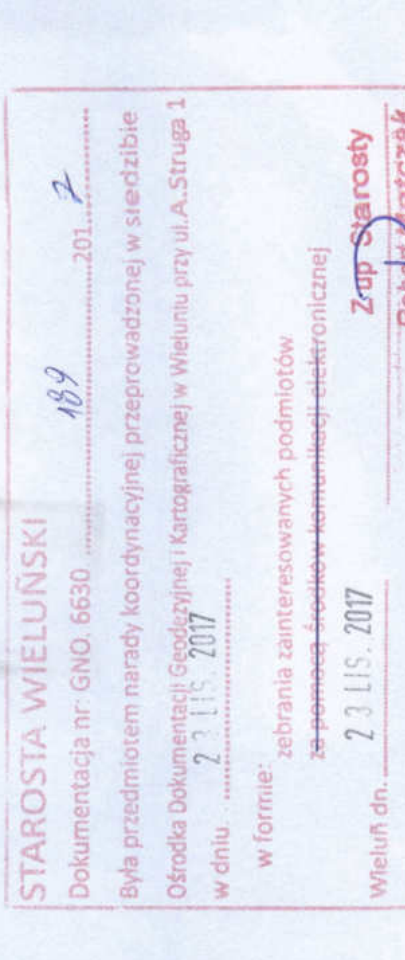 STAROSTA WIELUŃSKI
Dokumentacja nr: GNO. 6630 ....... 189 ....... 201...7
Była przedmiotem narady koordynacyjnej przeprowadzonej w siedzibie
Ośrodka Dokumentacji Geodezyjnej i Kartograficznej w Wieluniu przy ul.A.Struga 1
w dniu 23 LIS. 2017
w formie:
zebrania zainteresowanych podmiotów
za pomocą środków komunikacji elektronicznej
Wieluń dn. 23 LIS. 2017
Z up Starosty